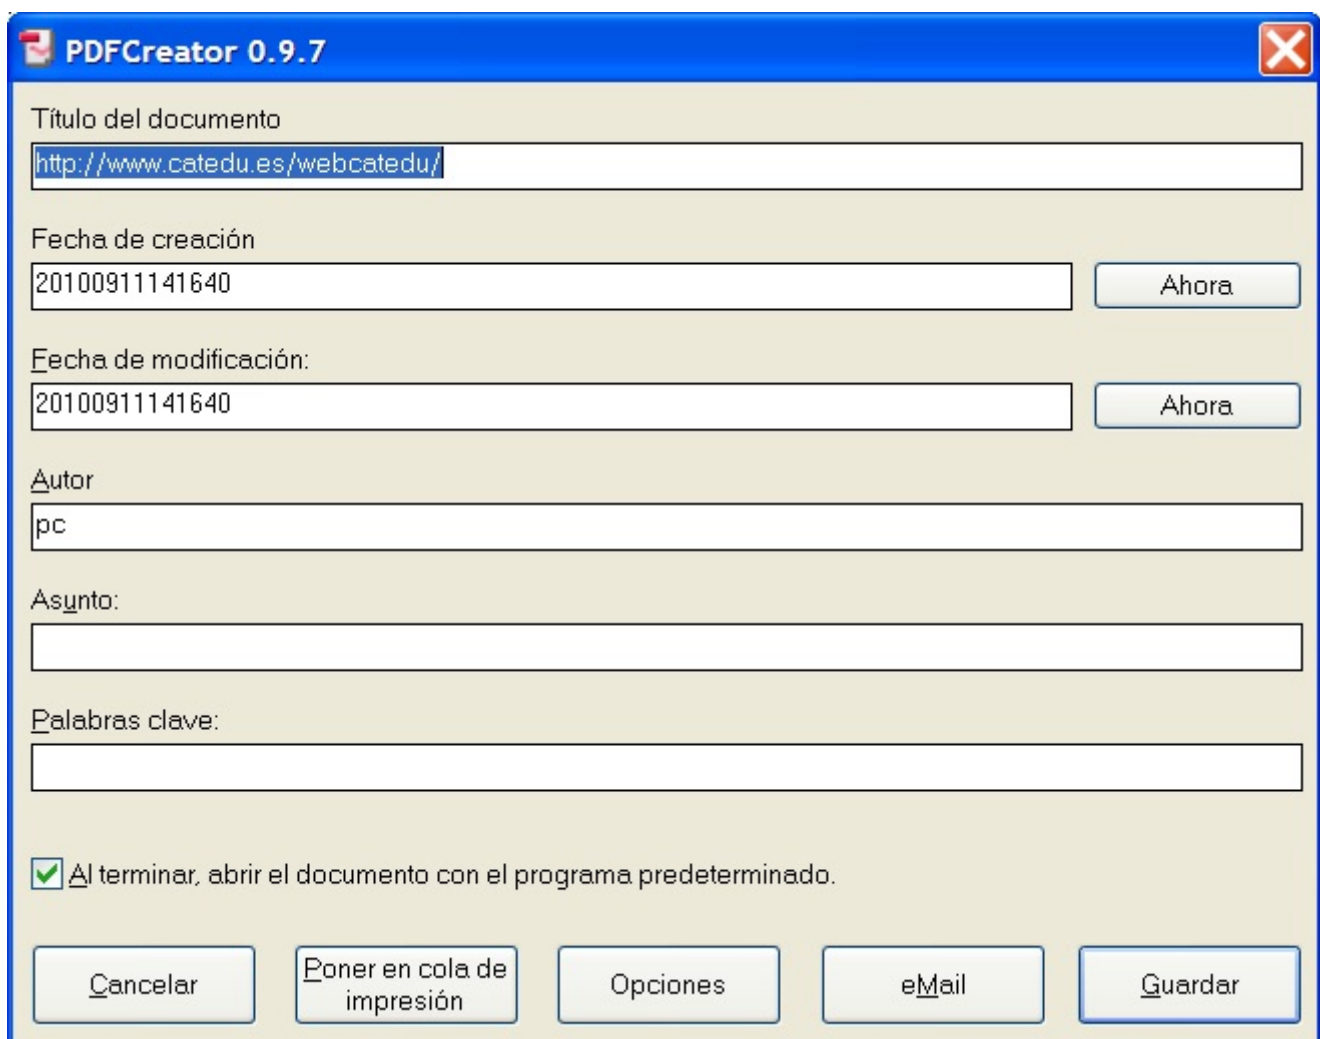 PDFCreator 0.9.7
Título del documento
http://www.catedu.es/webcatedu/
Fecha de creación
20100911141640
Ahora
Fecha de modificación:
20100911141640
Ahora
Autor
pc
Asunto:
Palabras clave:
Al terminar, abrir el documento con el programa predeterminado.
Cancelar
Poner en cola de
impresión
Opciones
eMail
Guardar